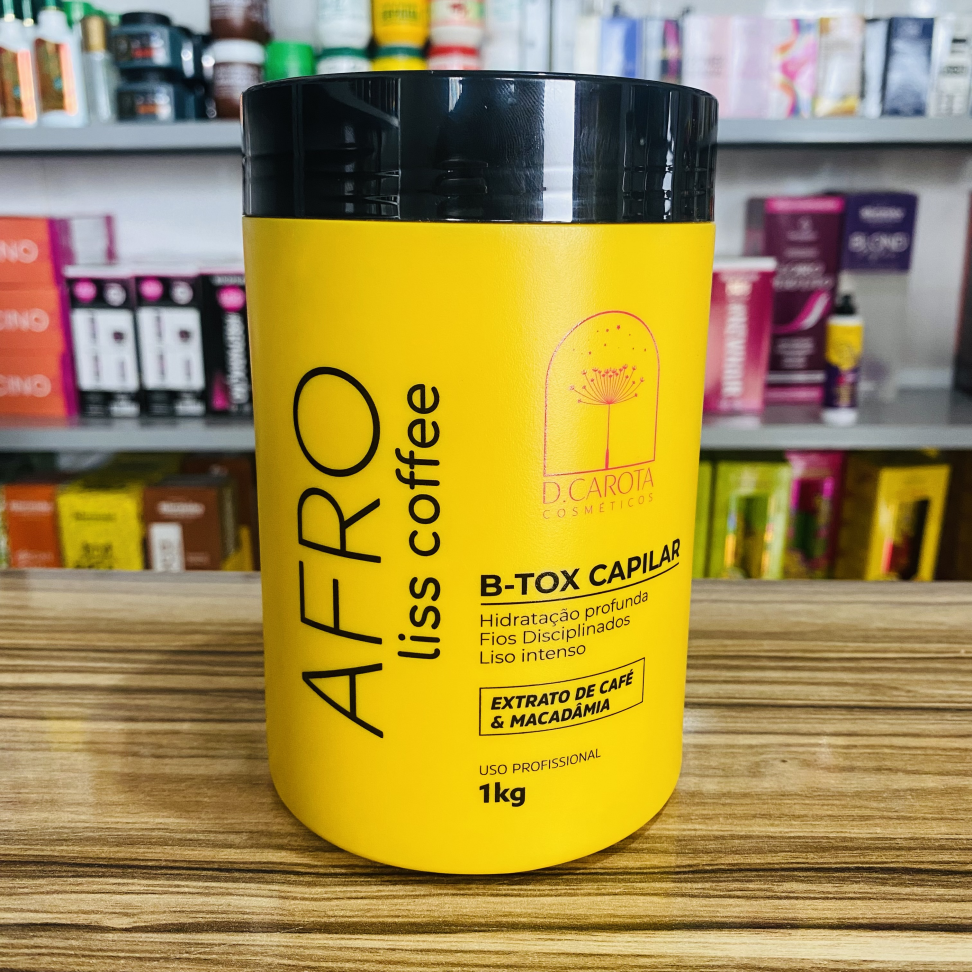 AFRO
liss coffee
D.CAROTA
COSMÉTICOS
B-TOX CAPILAR
Hidratação profunda
Fios Disciplinados
Liso intenso
EXTRATO DE CAFÉ
& MACADÂMIA
USO PROFISSIONAL
1kg
BLOND